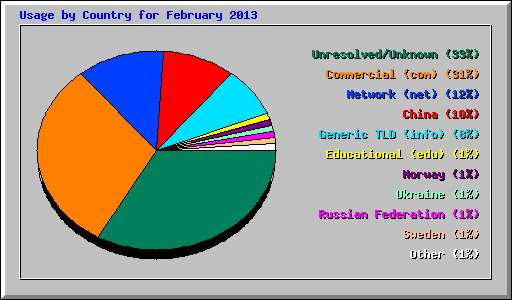 Usage by Country for February 2013
Unresolved/Unknown (33%)
Commercial (com) (31%)
Network (net) (12%)
China (10%)
Generic TLD (info) (8%)
Educational (edu) (1%)
Norway (1%)
Ukraine (1%)
Russian Federation (1%)
Sweden (1%)
Other (1%)